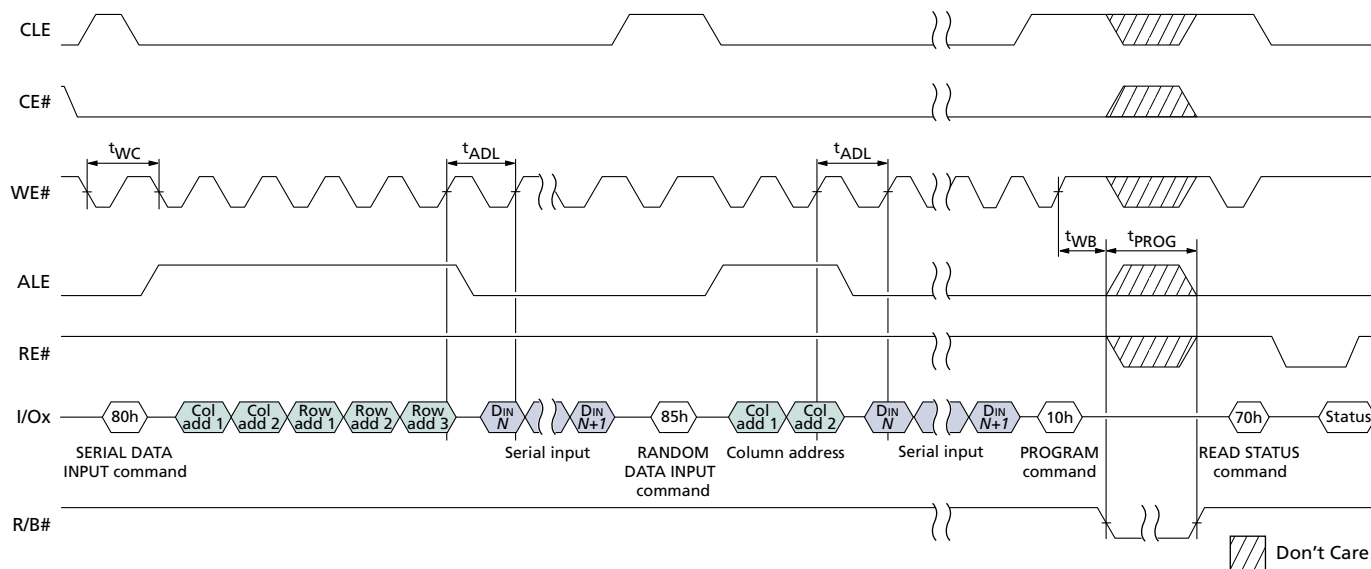 CLE
CE#
tWC
tADL
tADL
WE#
tWB
tPROG
ALE
RE#
I/Ox
80h
Col add 1
Col add 2
Row add 1
Row add 2
Row add 3
DIN N
DIN N+1
85h
Col add 1
Col add 2
DIN N
DIN N+1
10h
70h
Status
SERIAL DATA
INPUT command
Serial input
RANDOM
DATA INPUT
command
Column address
Serial input
PROGRAM
command
READ STATUS
command
R/B#
Don't Care